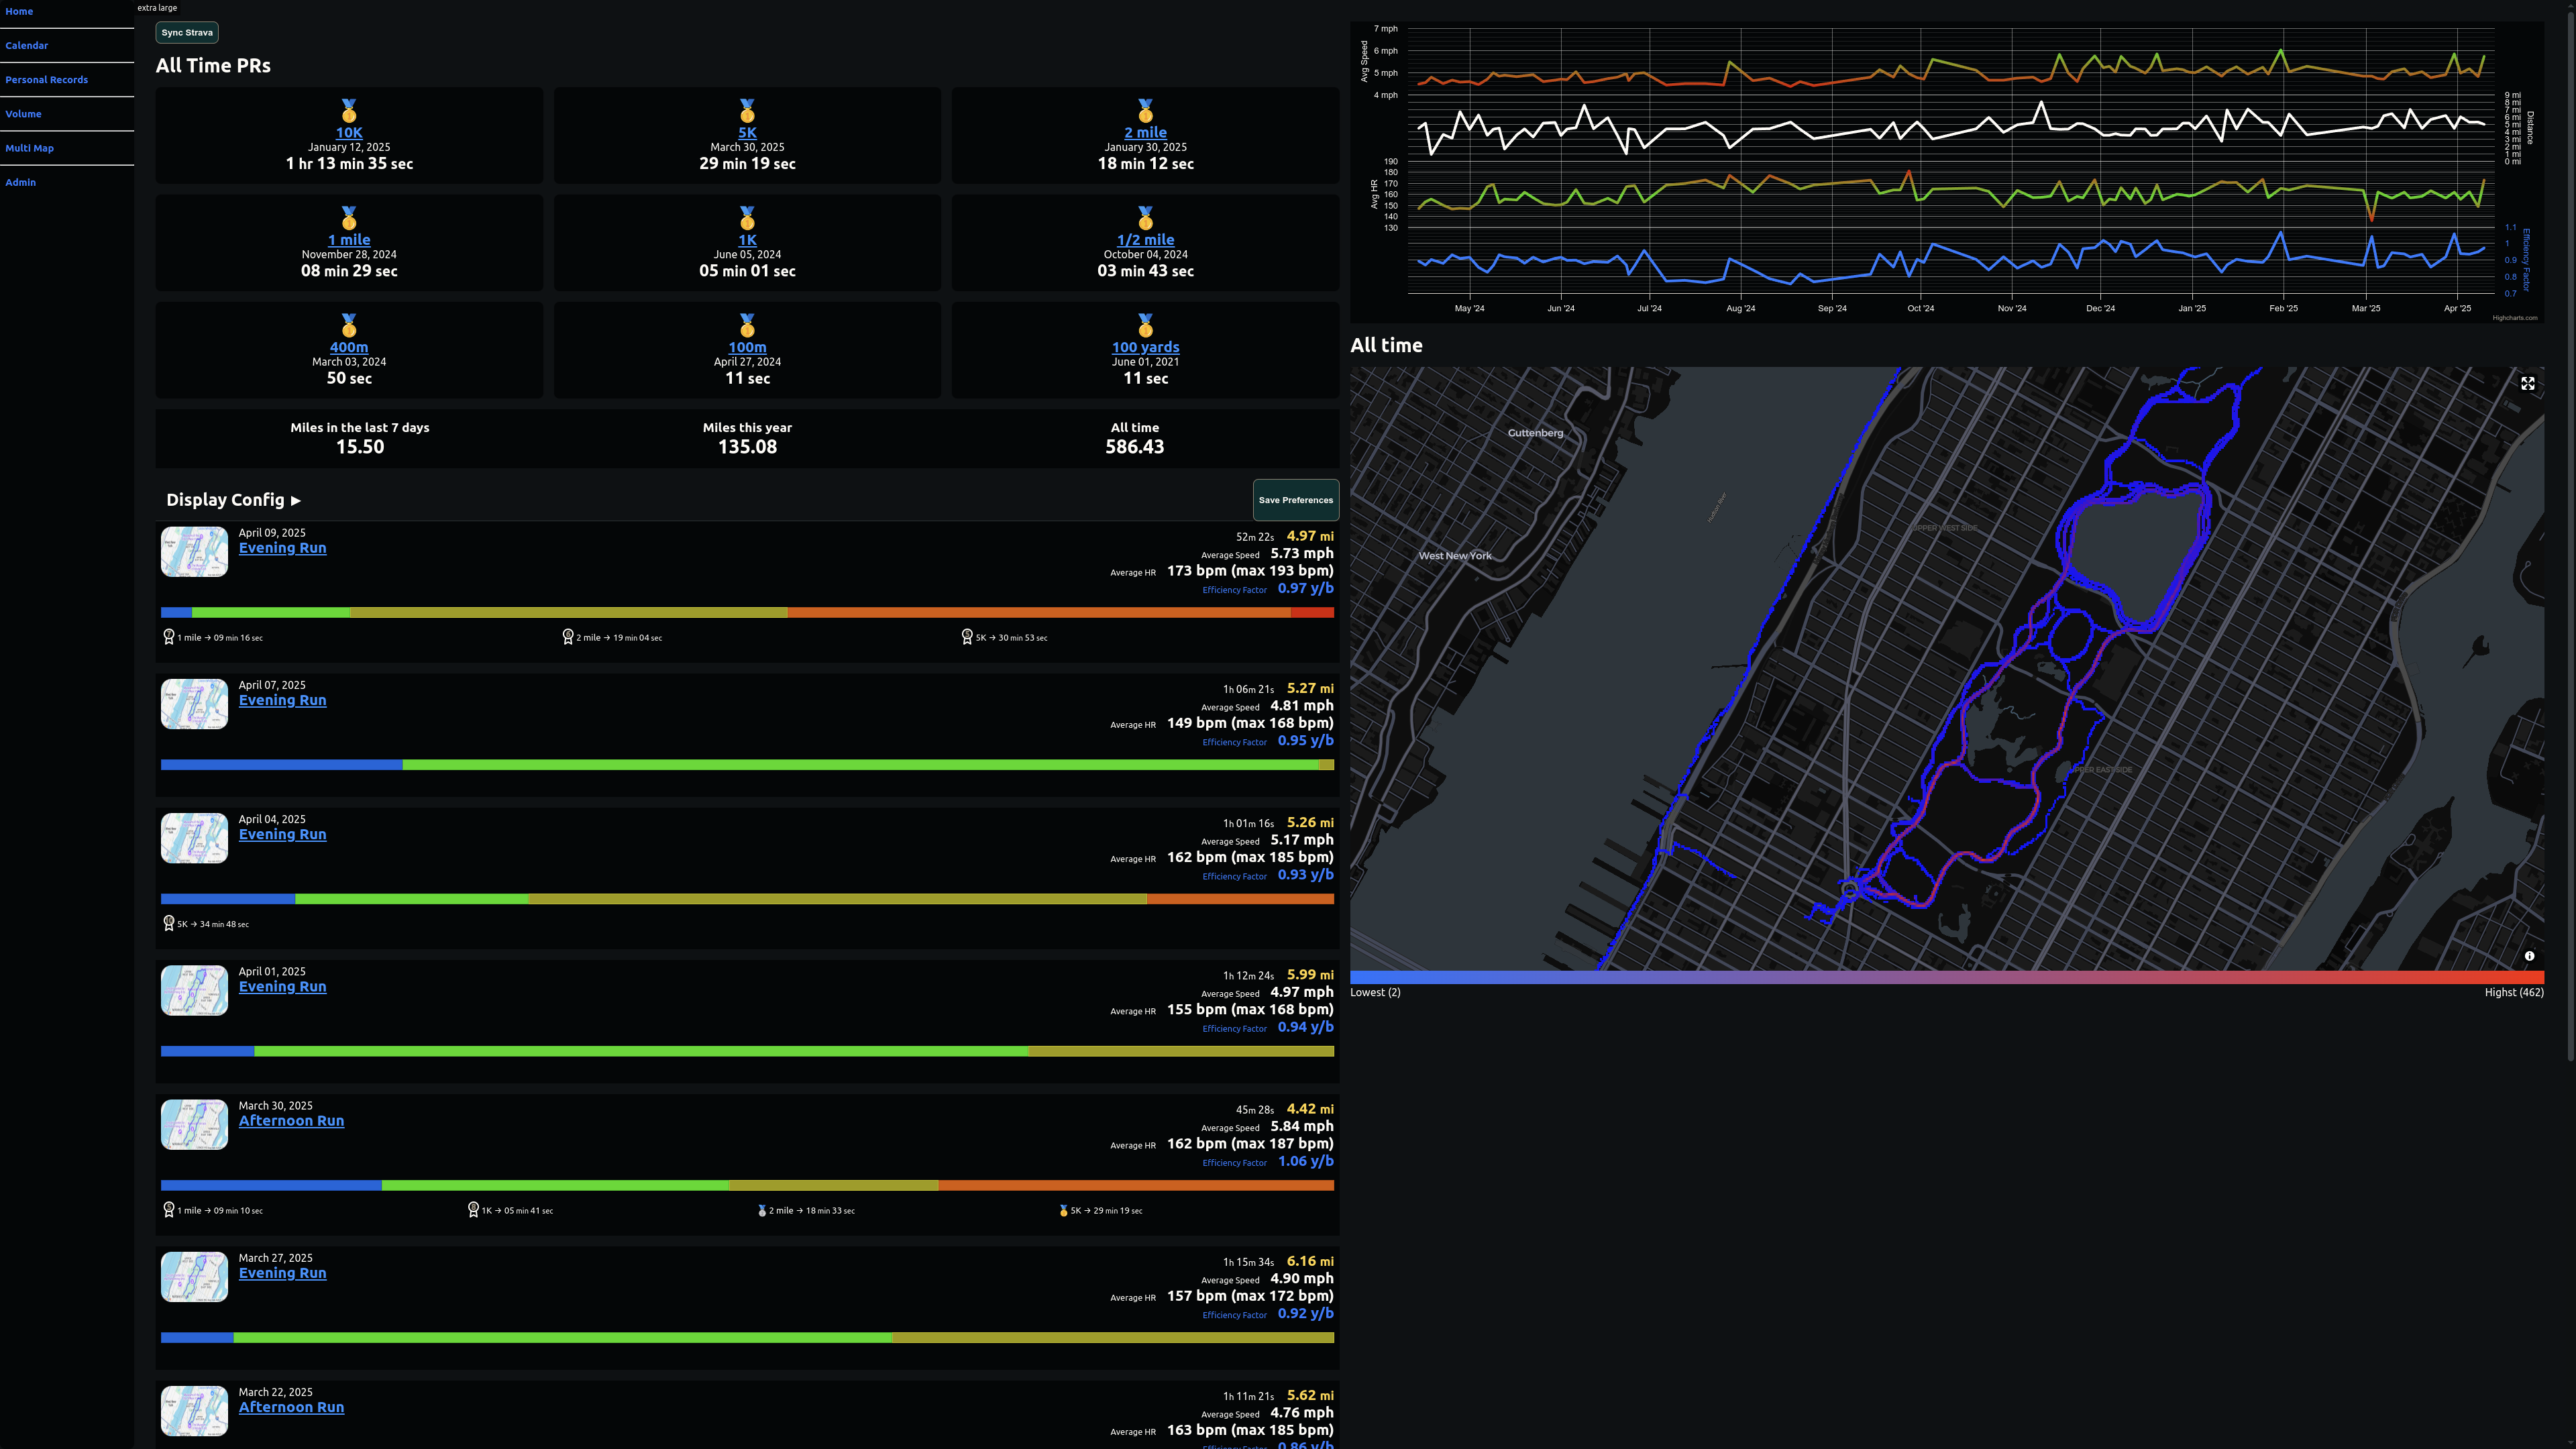 extra large
Home
Calendar
Personal Records
Volume
Multi Map
Admin
Sync Strava
All Time PRs
10K
January 12, 2025
1 hr 13 min 35 sec
5K
March 30, 2025
29 min 19 sec
2 mile
January 30, 2025
18 min 12 sec
1 mile
November 28, 2024
08 min 29 sec
1K
June 05, 2024
05 min 01 sec
1/2 mile
October 04, 2024
03 min 43 sec
400m
March 03, 2024
50 sec
100m
April 27, 2024
11 sec
100 yards
June 01, 2021
11 sec
Miles in the last 7 days
15.50
Miles this year
135.08
All time
586.43
Display Config ▶
Save Preferences
April 09, 2025
Evening Run
52m 22s 4.97 mi
Average Speed 5.73 mph
Average HR 173 bpm (max 193 bpm)
Efficiency Factor 0.97 y/b
1 mile → 09 min 16 sec
2 mile → 19 min 04 sec
5K → 30 min 53 sec
April 07, 2025
Evening Run
1h 06m 21s 5.27 mi
Average Speed 4.81 mph
Average HR 149 bpm (max 168 bpm)
Efficiency Factor 0.95 y/b
April 04, 2025
Evening Run
1h 01m 16s 5.26 mi
Average Speed 5.17 mph
Average HR 162 bpm (max 185 bpm)
Efficiency Factor 0.93 y/b
5K → 34 min 48 sec
April 01, 2025
Evening Run
1h 12m 24s 5.99 mi
Average Speed 4.97 mph
Average HR 155 bpm (max 168 bpm)
Efficiency Factor 0.94 y/b
March 30, 2025
Afternoon Run
45m 28s 4.42 mi
Average Speed 5.84 mph
Average HR 162 bpm (max 187 bpm)
Efficiency Factor 1.06 y/b
1 mile → 09 min 10 sec
1K → 05 min 41 sec
2 mile → 18 min 33 sec
5K → 29 min 19 sec
March 27, 2025
Evening Run
1h 15m 34s 6.16 mi
Average Speed 4.90 mph
Average HR 157 bpm (max 172 bpm)
Efficiency Factor 0.92 y/b
March 22, 2025
Afternoon Run
1h 11m 21s 5.62 mi
Average Speed 4.76 mph
Average HR 163 bpm (max 185 bpm)
Efficiency Factor 0.86 y/b
Avg Speed
7 mph
6 mph
5 mph
4 mph
Distance
9 mi
8 mi
7 mi
6 mi
5 mi
4 mi
3 mi
2 mi
1 mi
0 mi
Avg HR
190
180
170
160
150
140
130
Efficiency Factor
1.1
1
0.9
0.8
0.7
May '24
Jun '24
Jul '24
Aug '24
Sep '24
Oct '24
Nov '24
Dec '24
Jan '25
Feb '25
Mar '25
Apr '25
Highcharts.com
All time
Guttenberg
West New York
Hudson River
UPPER WEST SIDE
UPPER EAST SIDE
Lowest (2)
Highst (462)